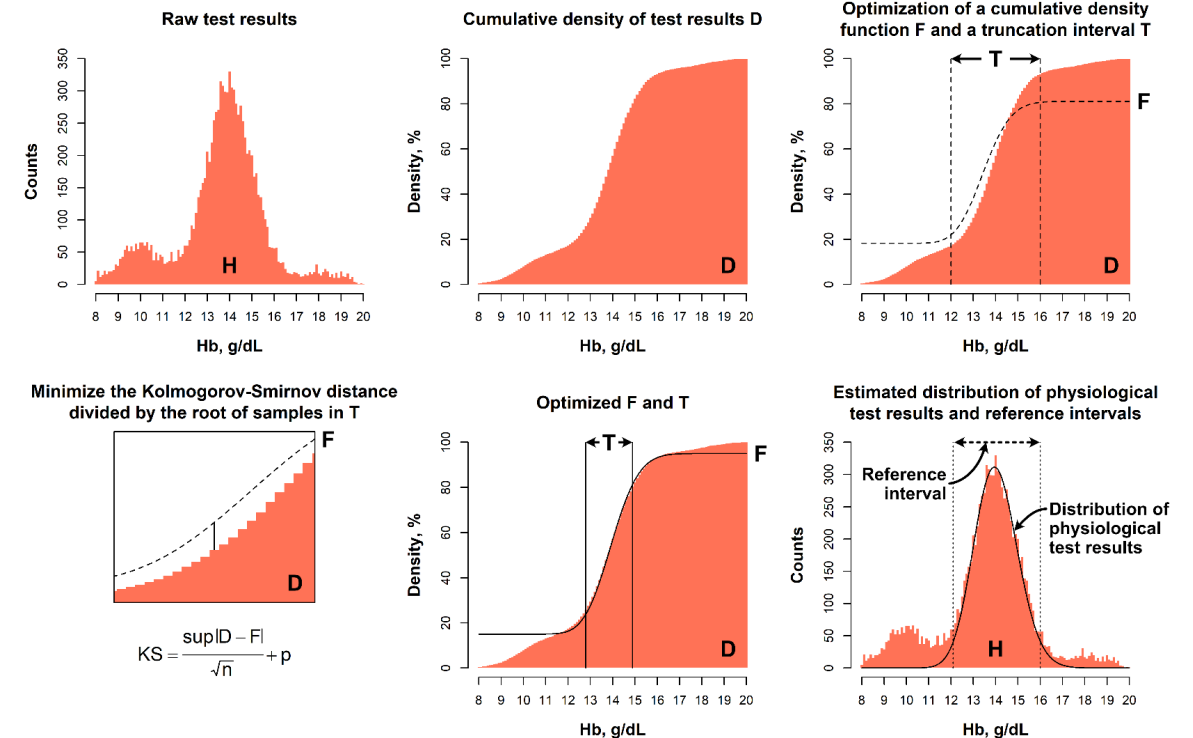 Raw test results
350
300
250
200
150
100
50
0
Counts
H
8 9 10 11 12 13 14 15 16 17 18 19 20
Hb, g/dL
Cumulative density of test results D
100
80
60
40
20
0
Density, %
D
8 9 10 11 12 13 14 15 16 17 18 19 20
Hb, g/dL
Optimization of a cumulative density
function F and a truncation interval T
T
100
80
60
40
20
0
Density, %
F
D
8 9 10 11 12 13 14 15 16 17 18 19 20
Hb, g/dL
Minimize the Kolmogorov-Smirnov distance
divided by the root of samples in T
F
D
KS = sup|D – F| / √n + p
Optimized F and T
T
100
80
60
40
20
0
Density, %
F
D
8 9 10 11 12 13 14 15 16 17 18 19 20
Hb, g/dL
Estimated distribution of physiological
test results and reference intervals
350
300
250
200
150
100
50
0
Counts
Reference
interval
Distribution of
physiological
test results
H
8 9 10 11 12 13 14 15 16 17 18 19 20
Hb, g/dL